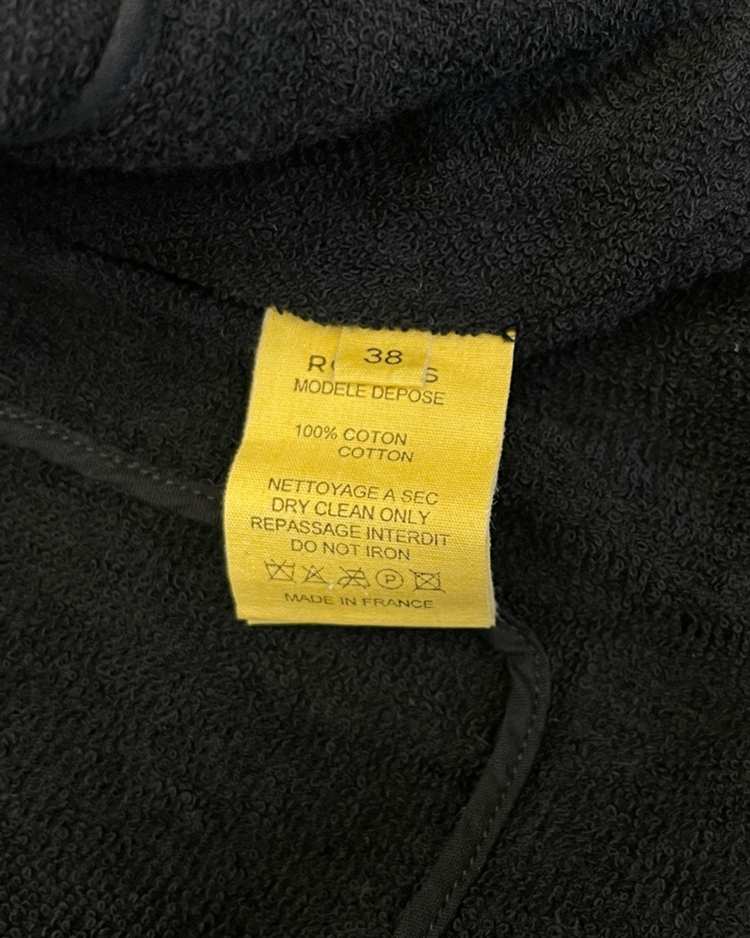 38
MODELE DEPOSE
100% COTON
COTTON
NETTOYAGE A SEC
DRY CLEAN ONLY
REPASSAGE INTERDIT
DO NOT IRON
P
MADE IN FRANCE